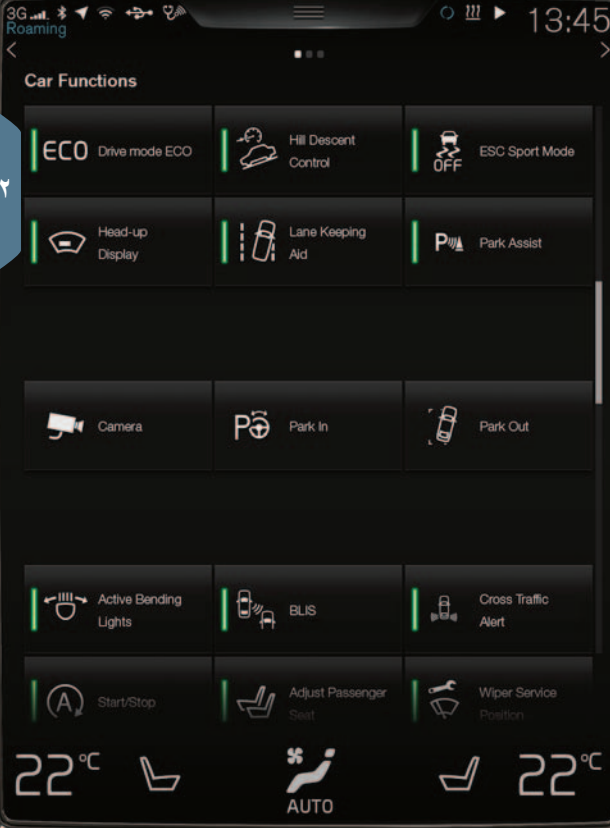 3G
Roaming
13:45
Car Functions
٢
ECO Drive mode ECO
Hill Descent
Control
OFF
ESC Sport Mode
Head-up
Display
Lane Keeping
Aid
P
Park Assist
Camera
P
Park In
Park Out
Active Bending
Lights
BLIS
Cross Traffic
Alert
A
Start/Stop
Adjust Passenger
Seat
Wiper Service
Position
22°C
AUTO
22°C